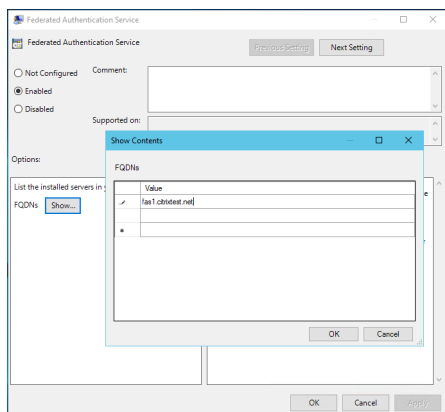 Federated Authentication Service
Federated Authentication Service
Previous Setting
Next Setting
Not Configured
Comment:
Enabled
Disabled
Supported on:
Options:
Show Contents
FQDNs
Value
fas1.citrixtest.net
OK
Cancel
List the installed servers in
FQDNs
Show...
OK
Cancel
Apply